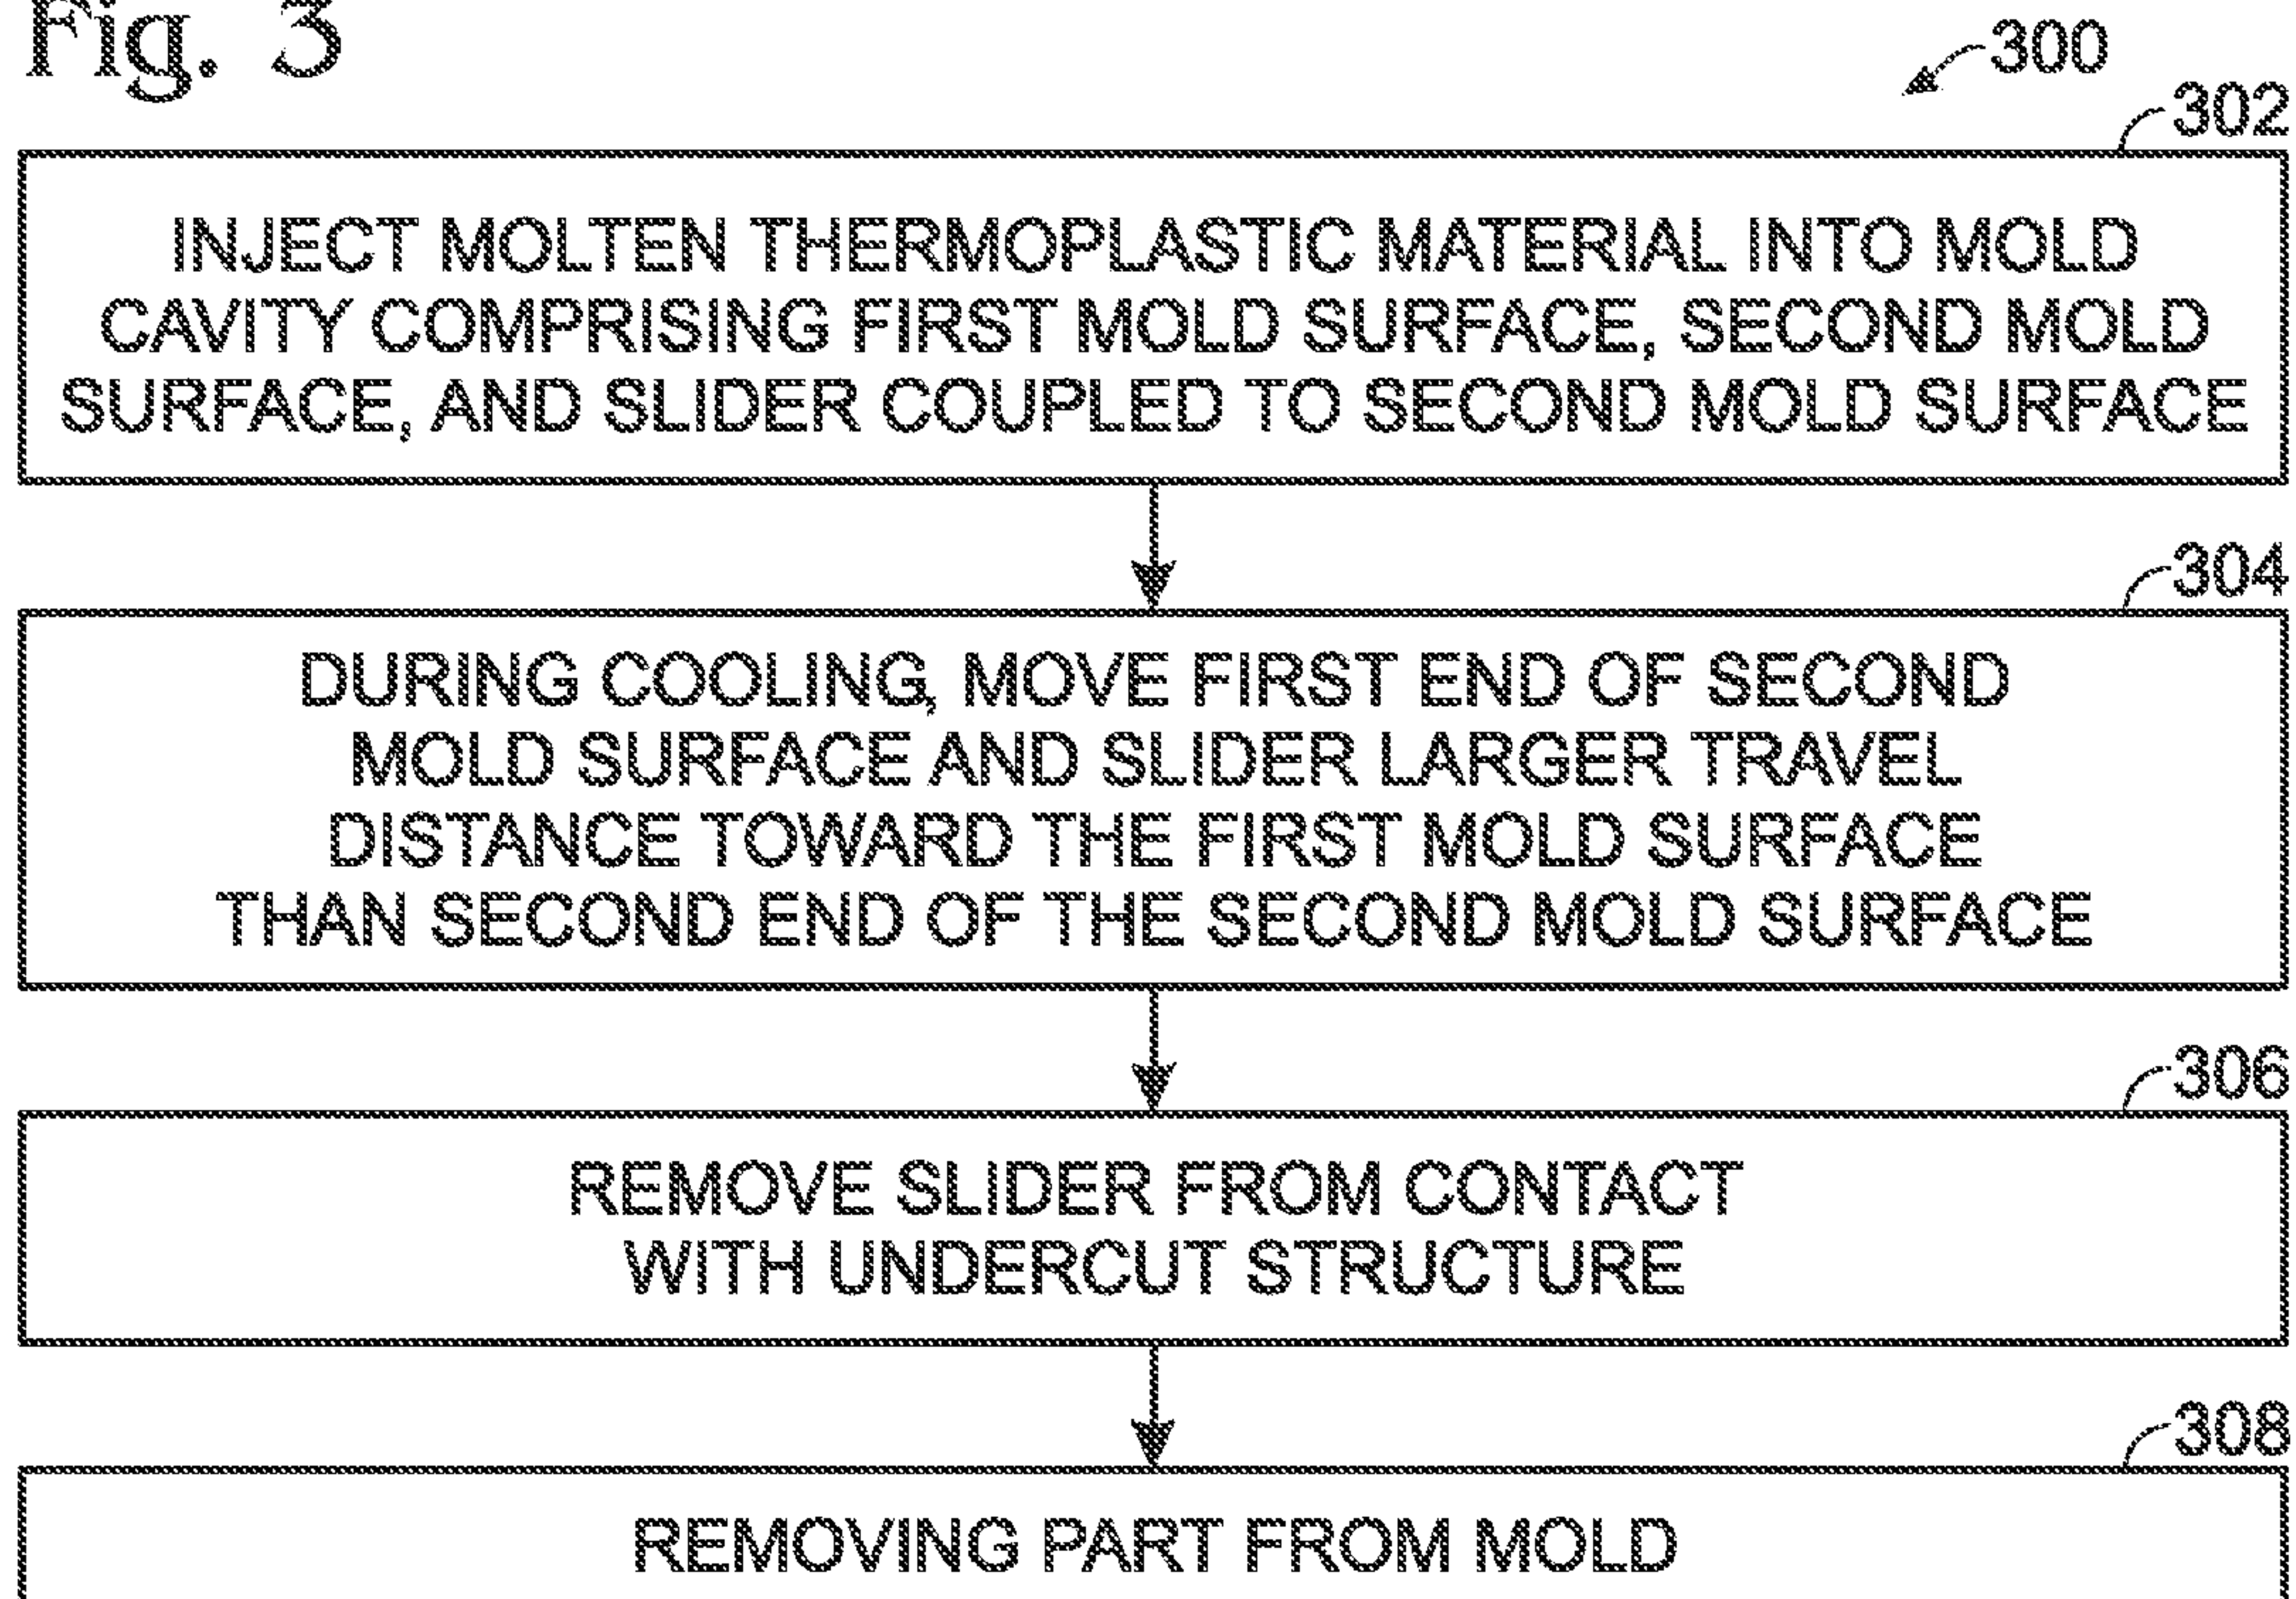 Fig. 3
300
302
INJECT MOLTEN THERMOPLASTIC MATERIAL INTO MOLD
CAVITY COMPRISING FIRST MOLD SURFACE, SECOND MOLD
SURFACE, AND SLIDER COUPLED TO SECOND MOLD SURFACE
304
DURING COOLING, MOVE FIRST END OF SECOND
MOLD SURFACE AND SLIDER LARGER TRAVEL
DISTANCE TOWARD THE FIRST MOLD SURFACE
THAN SECOND END OF THE SECOND MOLD SURFACE
306
REMOVE SLIDER FROM CONTACT
WITH UNDERCUT STRUCTURE
308
REMOVING PART FROM MOLD